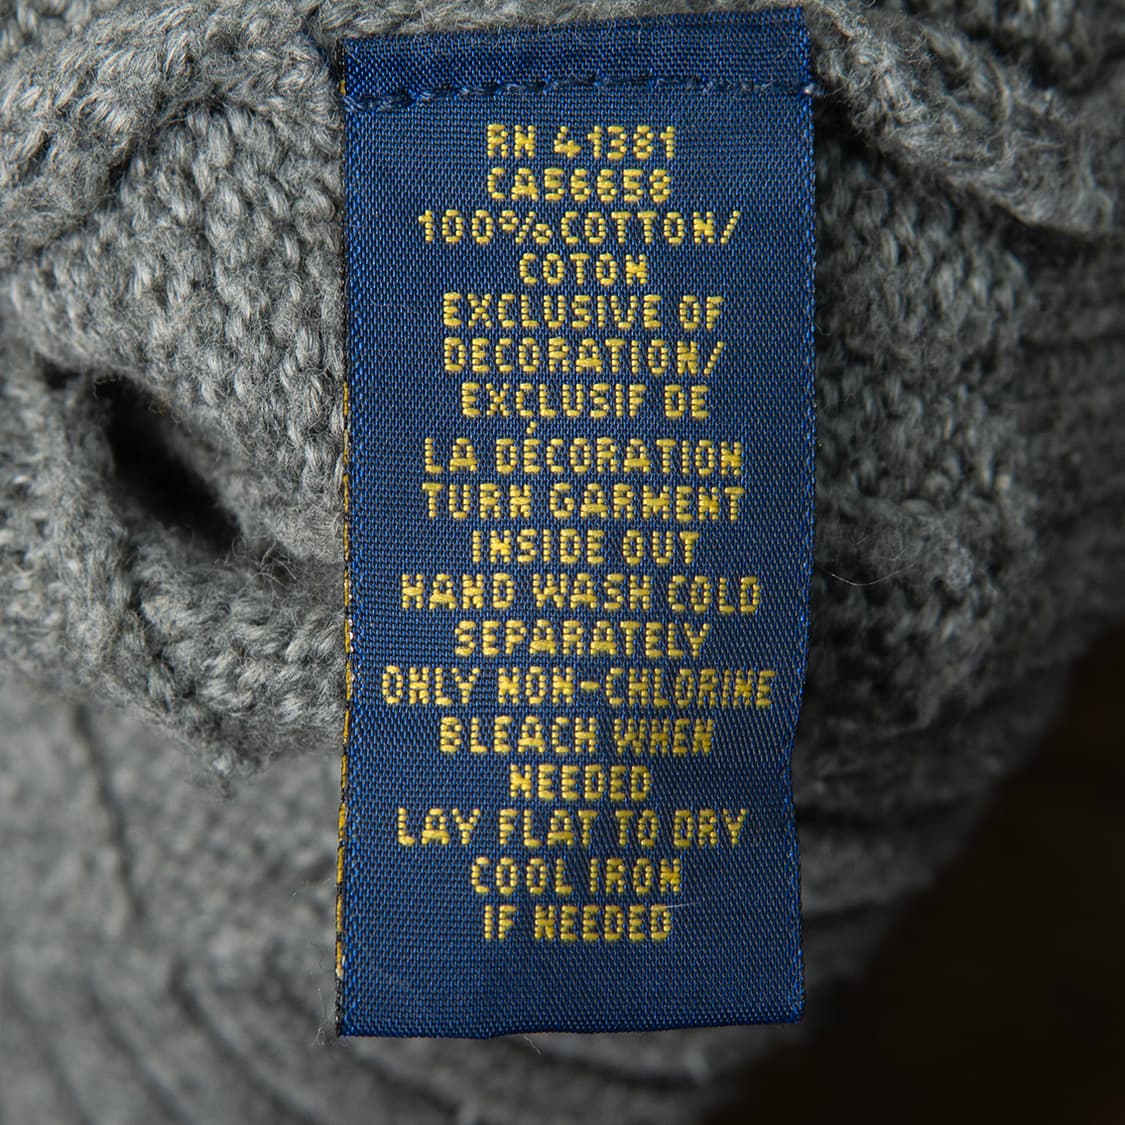 RN 41381
CA56658
100% COTTON/
COTON
EXCLUSIVE OF
DECORATION/
EXCLUSIF DE
LA DÉCORATION
TURN GARMENT
INSIDE OUT
HAND WASH COLD
SEPARATELY
ONLY NON-CHLORINE
BLEACH WHEN
NEEDED
LAY FLAT TO DRY
COOL IRON
IF NEEDED